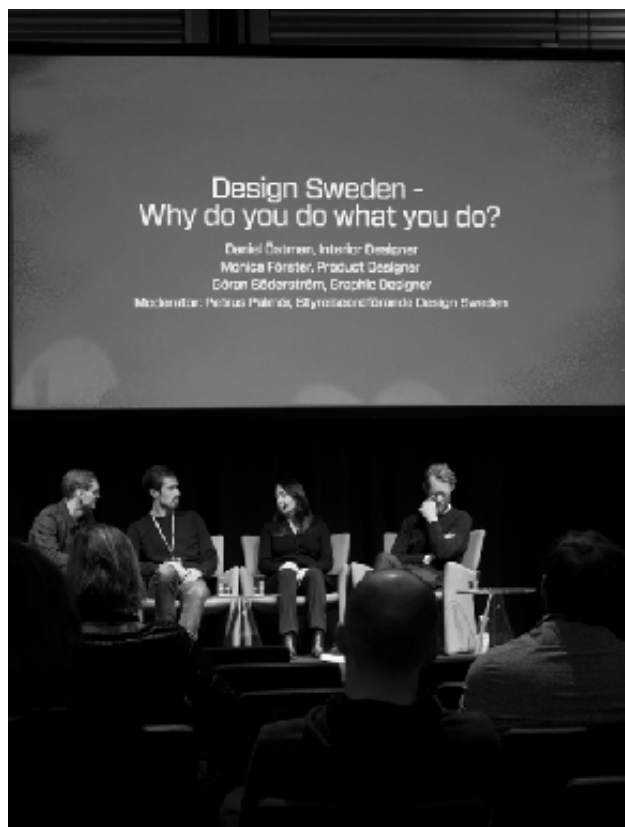 Design Sweden -
Why do you do what you do?
Daniel Östman, Interior Designer
Monica Förster, Product Designer
Göran Söderström, Graphic Designer
Moderator: Petrus Palmér, Styrelseordförande Design Sweden